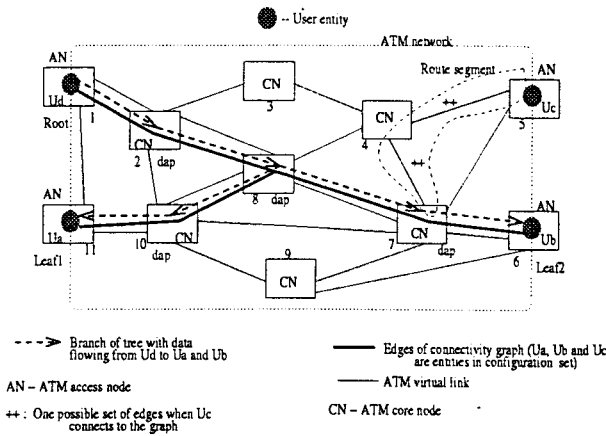 -- User entity
ATM network
AN
AN
Route segment
Ud
CN
3
++
Uc
Root
1
CN
4
5
CN
2
dap
++
8 dap
AN
AN
Ua
CN
CN
Ub
11
10
dap
9
7
dap
6
Leaf1
CN
Leaf2
Branch of tree with data
flowing from Ud to Ua and Ub
AN – ATM access node
++ : One possible set of edges when Uc
connects to the graph
Edges of connectivity graph (Ua, Ub and Uc
are entities in configuration set)
ATM virtual link
CN – ATM core node